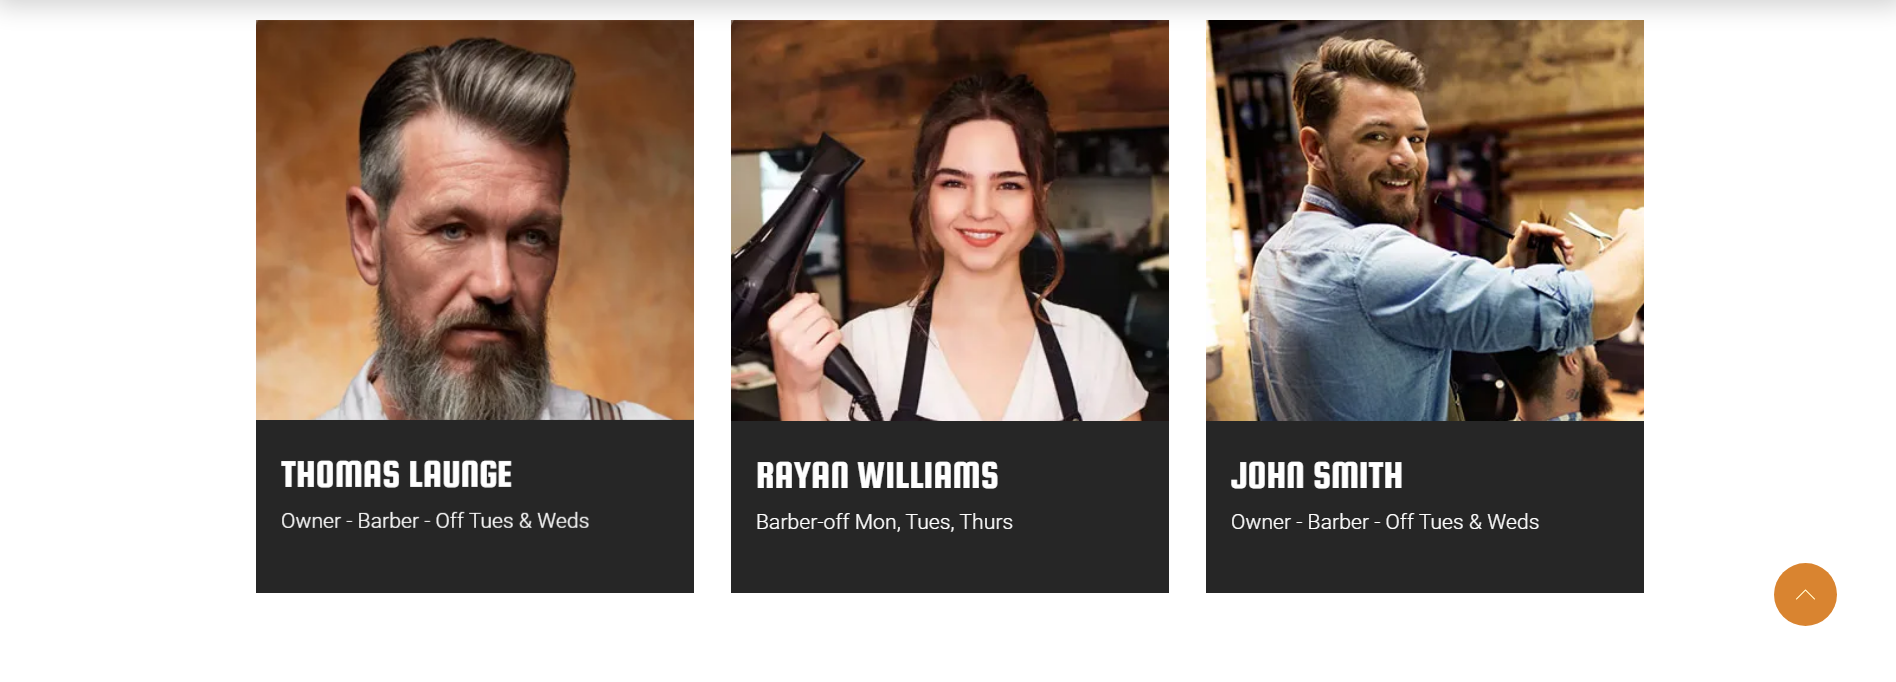 THOMAS LAUNGE
Owner - Barber - Off Tues & Weds
RAYAN WILLIAMS
Barber-off Mon, Tues, Thurs
JOHN SMITH
Owner - Barber - Off Tues & Weds